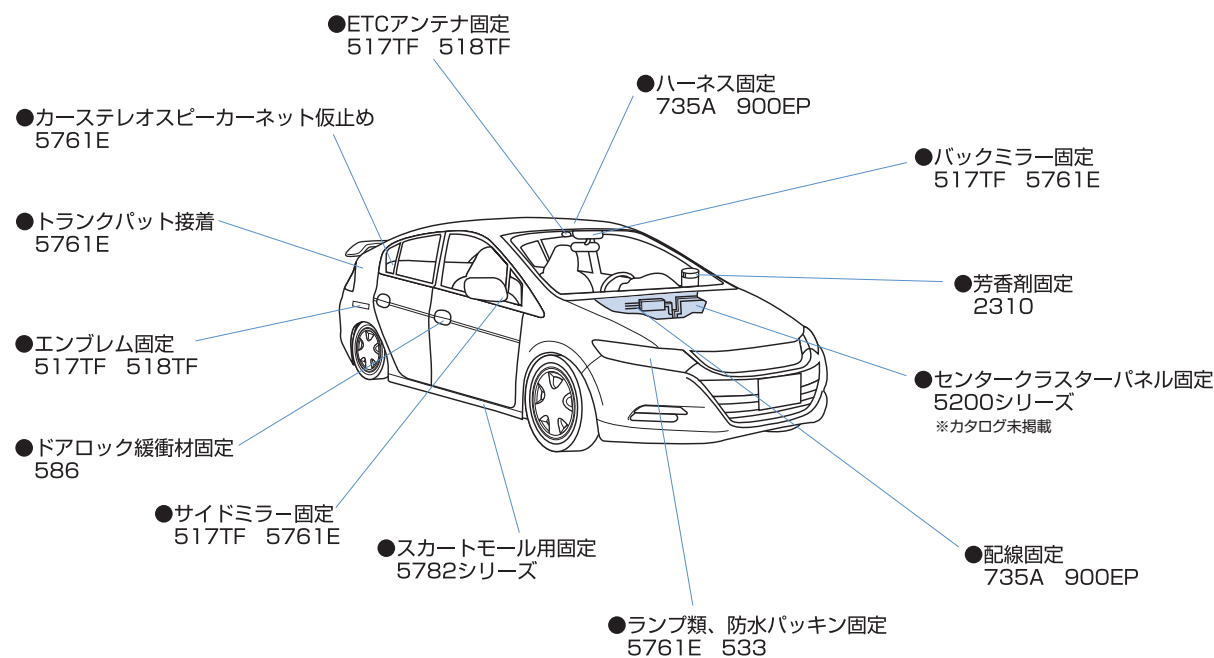 ●ETCアンテナ固定
517TF 518TF
●ハーネス固定
735A 900EP
●カーステレオスピーカーネット仮止め
5761E
●バックミラー固定
517TF 5761E
●トランクパット接着
5761E
●芳香剤固定
2310
●エンブレム固定
517TF 518TF
●センタークラスターパネル固定
5200シリーズ
※カタログ未掲載
●ドアロック緩衝材固定
586
●サイドミラー固定
517TF 5761E
●スカートモール用固定
5782シリーズ
●配線固定
735A 900EP
●ランプ類、防水パッキン固定
5761E 533